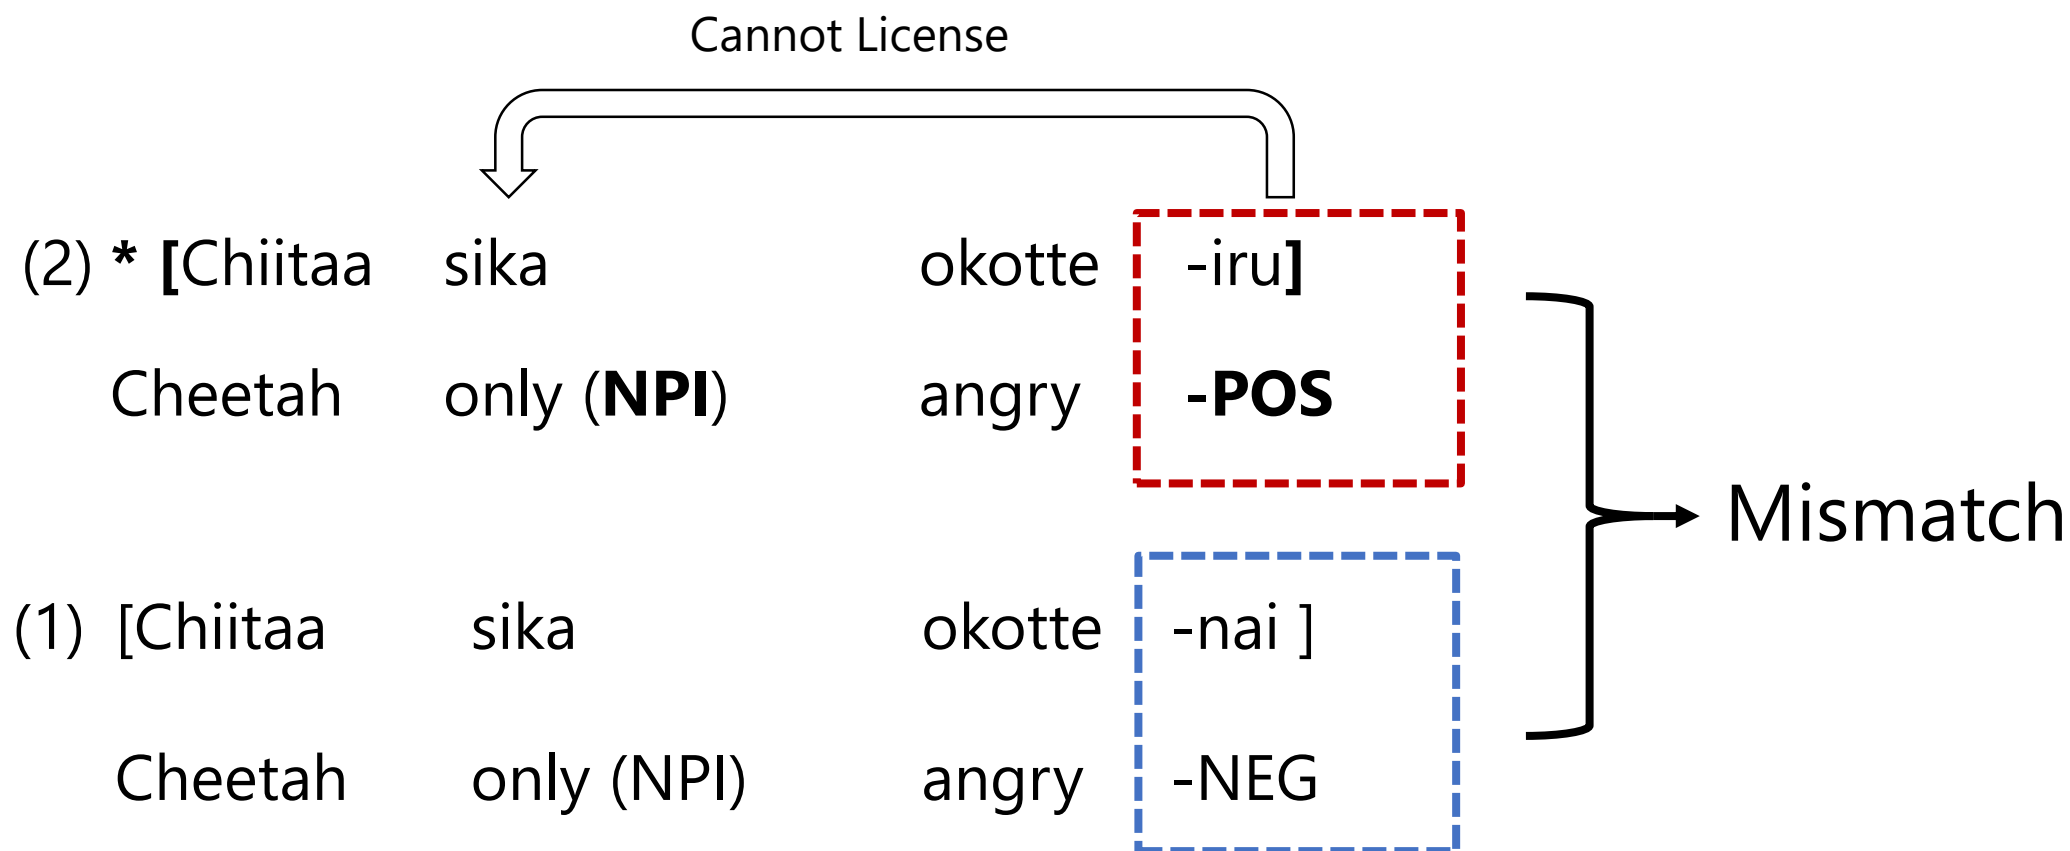 Cannot License
(2) * [Chiitaa sika okotte -iru]
Cheetah only (NPI) angry -POS
Mismatch
(1) [Chiitaa sika okotte -nai ]
Cheetah only (NPI) angry -NEG